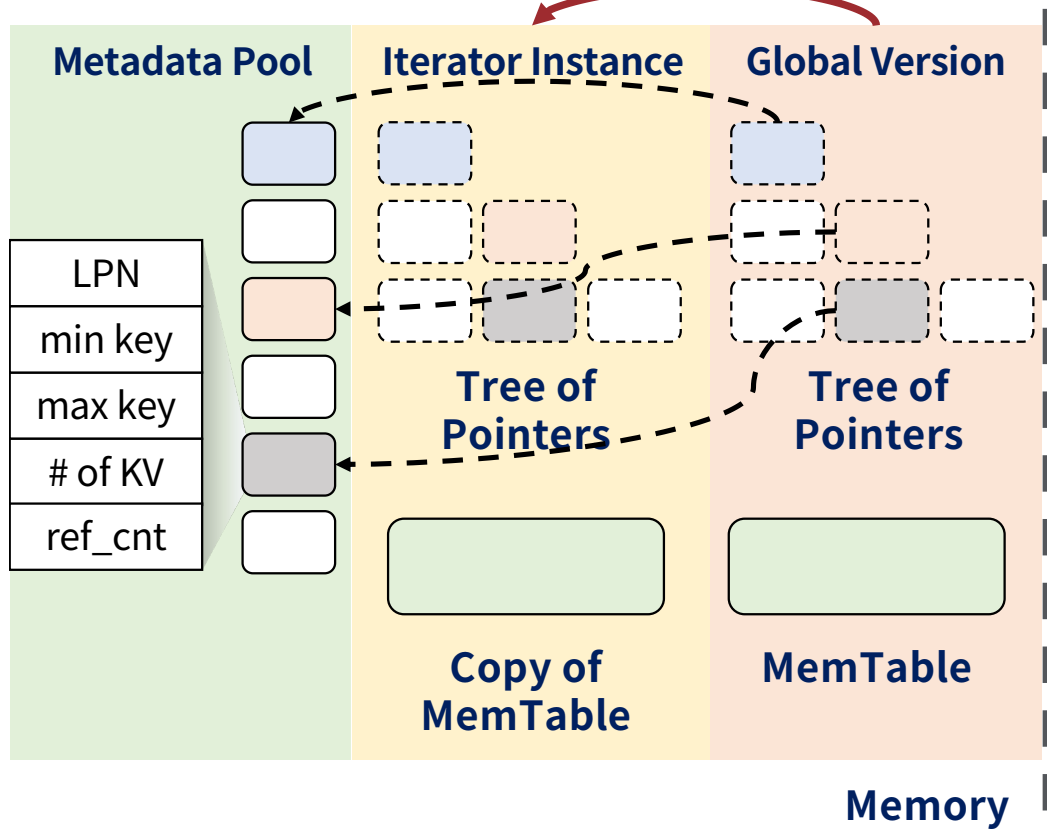 Metadata Pool
Iterator Instance
Global Version
LPN
min key
max key
# of KV
ref_cnt
Tree of
Pointers
Tree of
Pointers
Copy of
MemTable
MemTable
Memory